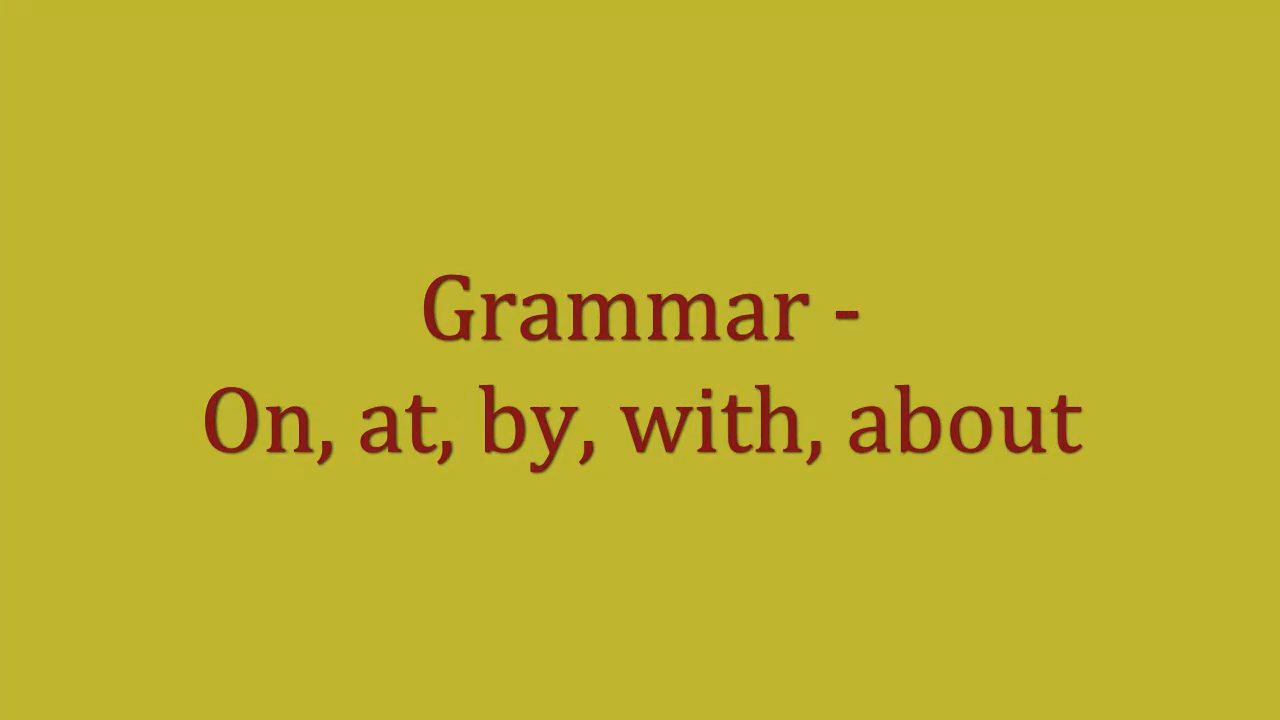 Grammar -
On, at, by, with, about